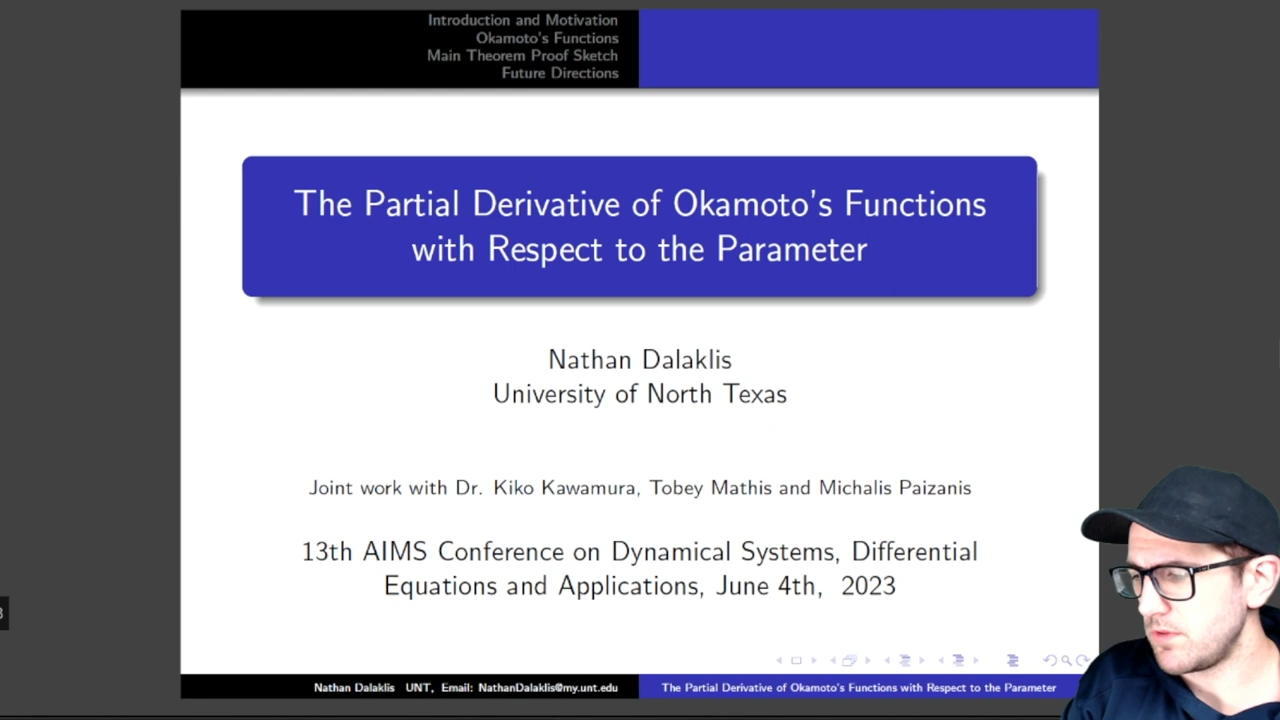 Introduction and Motivation
Okamoto's Functions
Main Theorem Proof Sketch
Future Directions
The Partial Derivative of Okamoto's Functions
with Respect to the Parameter
Nathan Dalaklis
University of North Texas
Joint work with Dr. Kiko Kawamura, Tobey Mathis and Michalis Paizanis
13th AIMS Conference on Dynamical Systems, Differential
Equations and Applications, June 4th, 2023
3
Nathan Dalaklis UNT, Email: NathanDalaklis@my.unt.edu
The Partial Derivative of Okamoto's Functions with Respect to the Parameter